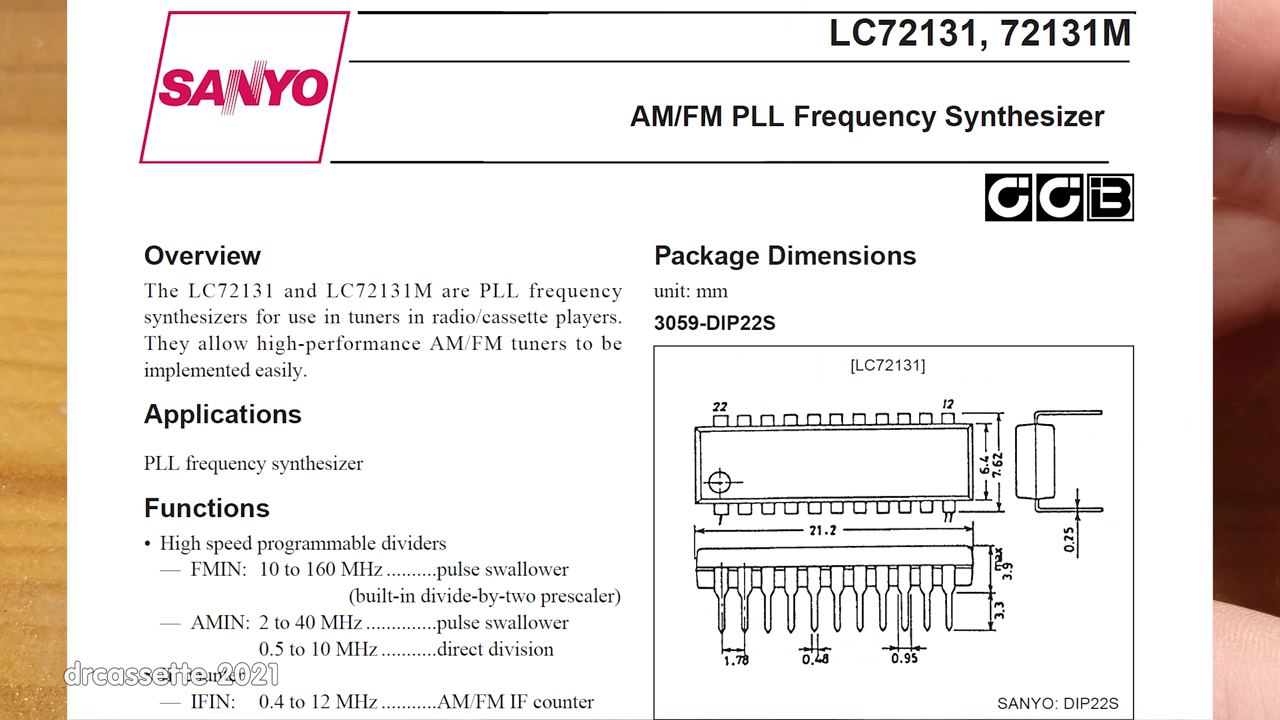 SANYO
LC72131, 72131M
AM/FM PLL Frequency Synthesizer
CCB
Overview
The LC72131 and LC72131M are PLL frequency
synthesizers for use in tuners in radio/cassette players.
They allow high-performance AM/FM tuners to be
implemented easily.
Applications
PLL frequency synthesizer
Functions
• High speed programmable dividers
— FMIN: 10 to 160 MHz ..........pulse swallower
(built-in divide-by-two prescaler)
— AMIN: 2 to 40 MHz .............pulse swallower
0.5 to 10 MHz ...........direct division
— IFIN: 0.4 to 12 MHz ...........AM/FM IF counter
Package Dimensions
unit: mm
3059-DIP22S
[LC72131]
22
12
6.4
7.62
1
11
21.2
0.25
3.9 max
3.3
1.78
0.48
0.95
SANYO: DIP22S
drcassette 2021